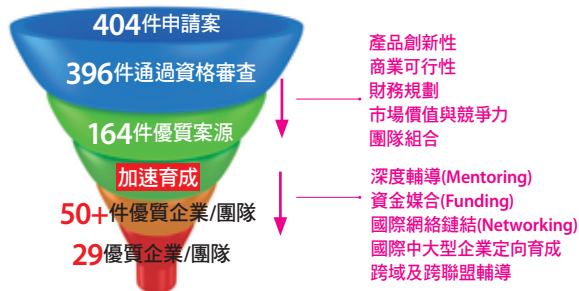 404件申請案
396件通過資格審查
164件優質案源
加速育成
50+件優質企業/團隊
29優質企業/團隊
產品創新性
商業可行性
財務規劃
市場價值與競爭力
團隊組合
深度輔導(Mentoring)
資金媒合(Funding)
國際網絡鏈結(Networking)
國際中大型企業定向育成
跨域及跨聯盟輔導